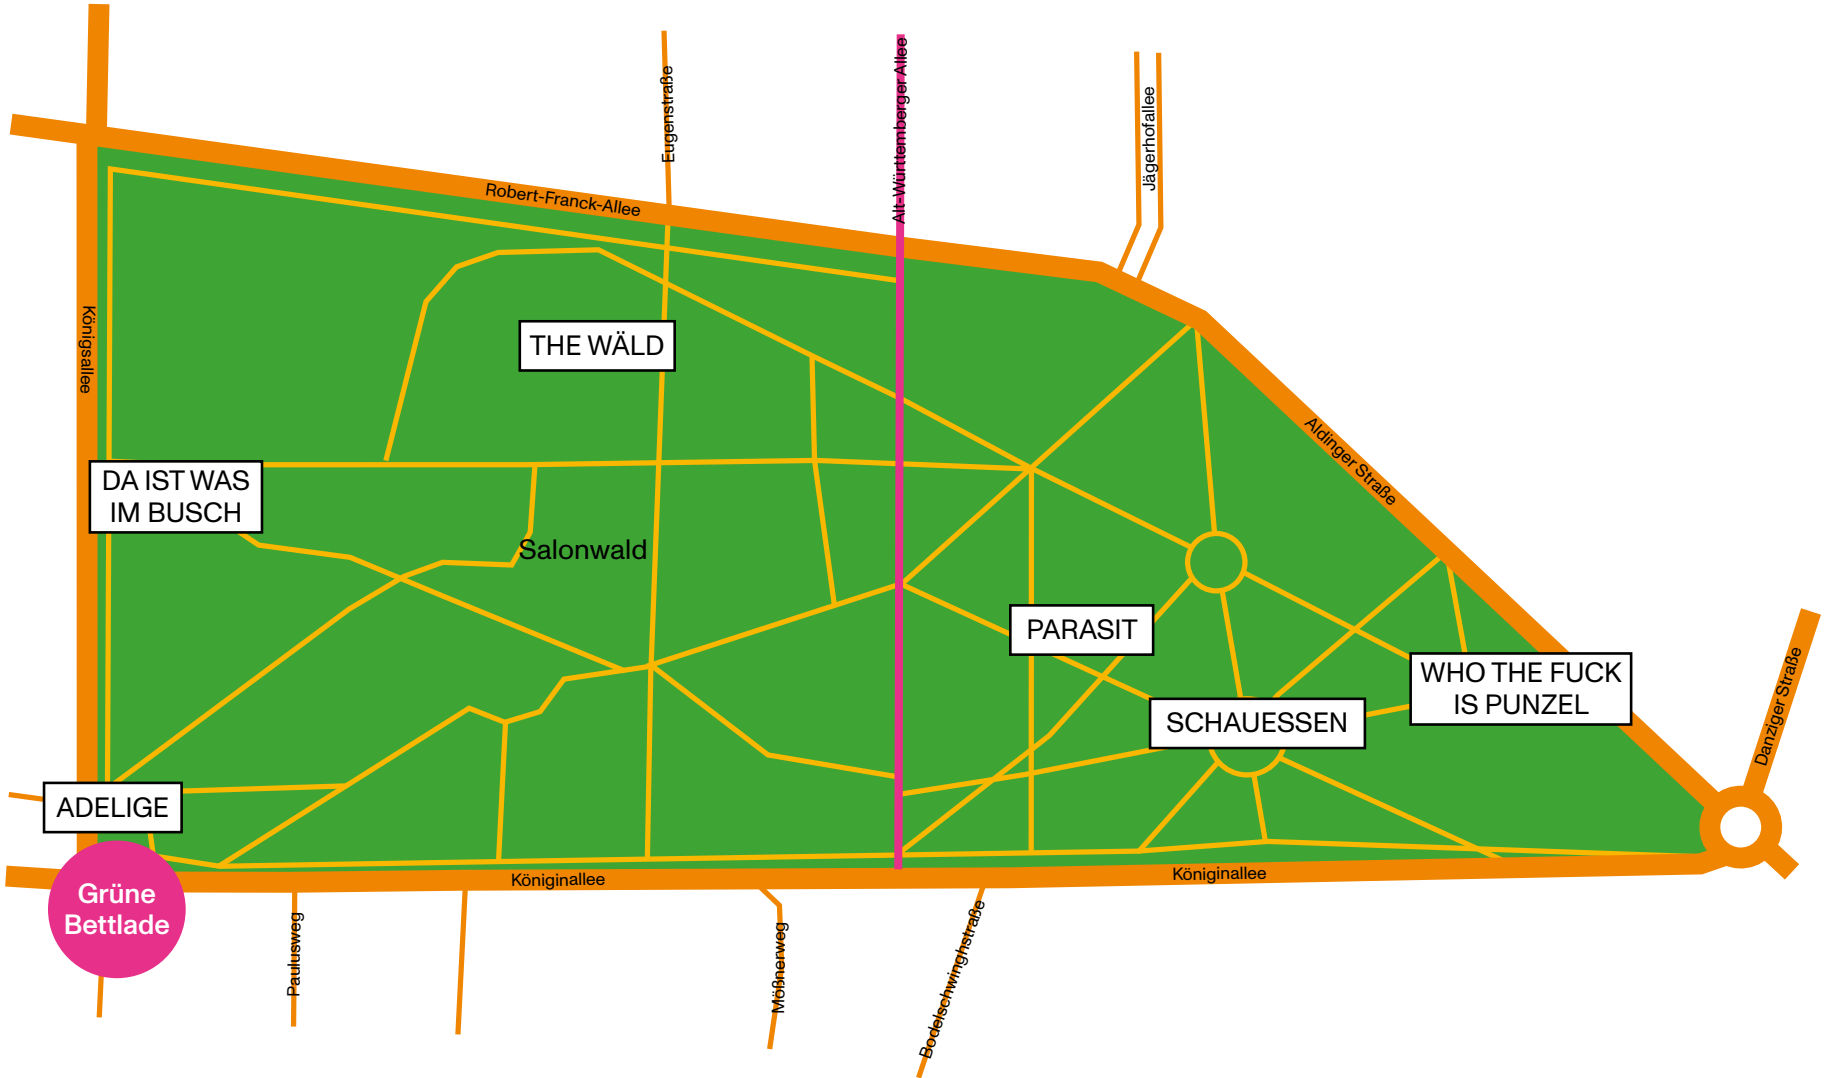 Eugenstraße
Alt-Württemberger Allee
Jägerhofallee
Robert-Franck-Allee
Königsallee
THE WÄLD
Aldinger Straße
DA IST WAS
IM BUSCH
Salonwald
PARASIT
WHO THE FUCK
IS PUNZEL
SCHAUESSEN
Danziger Straße
ADELIGE
Königinallee
Königinallee
Grüne
Bettlade
Paulusweg
Mößnerweg
Bodelschwinghstraße